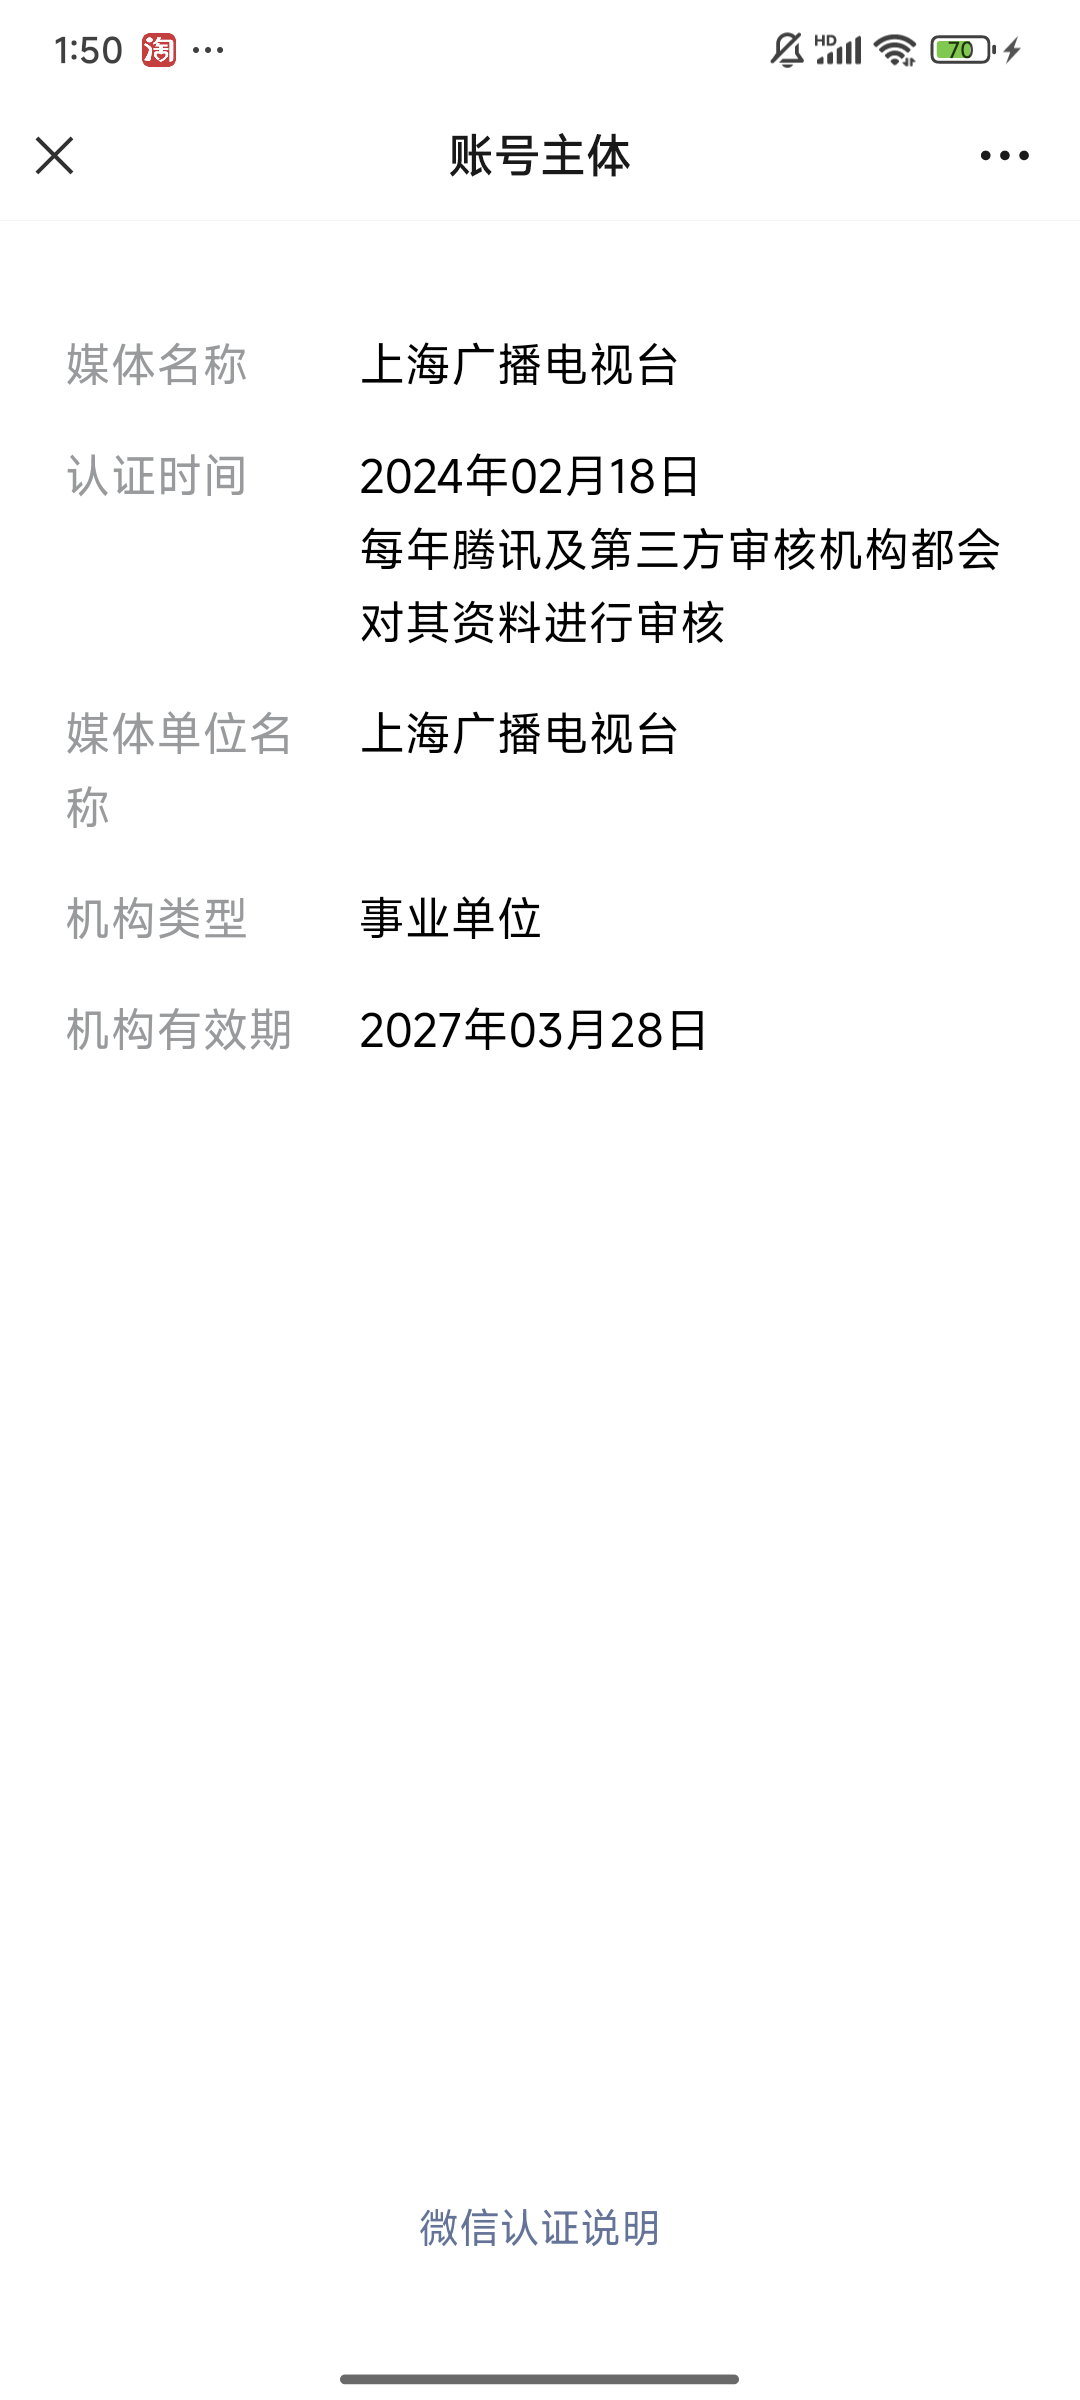 1:50 淘 ···
HD 70
账号主体
媒体名称 上海广播电视台
认证时间 2024年02月18日
每年腾讯及第三方审核机构都会
对其资料进行审核
媒体单位名 上海广播电视台
称
机构类型 事业单位
机构有效期 2027年03月28日
微信认证说明